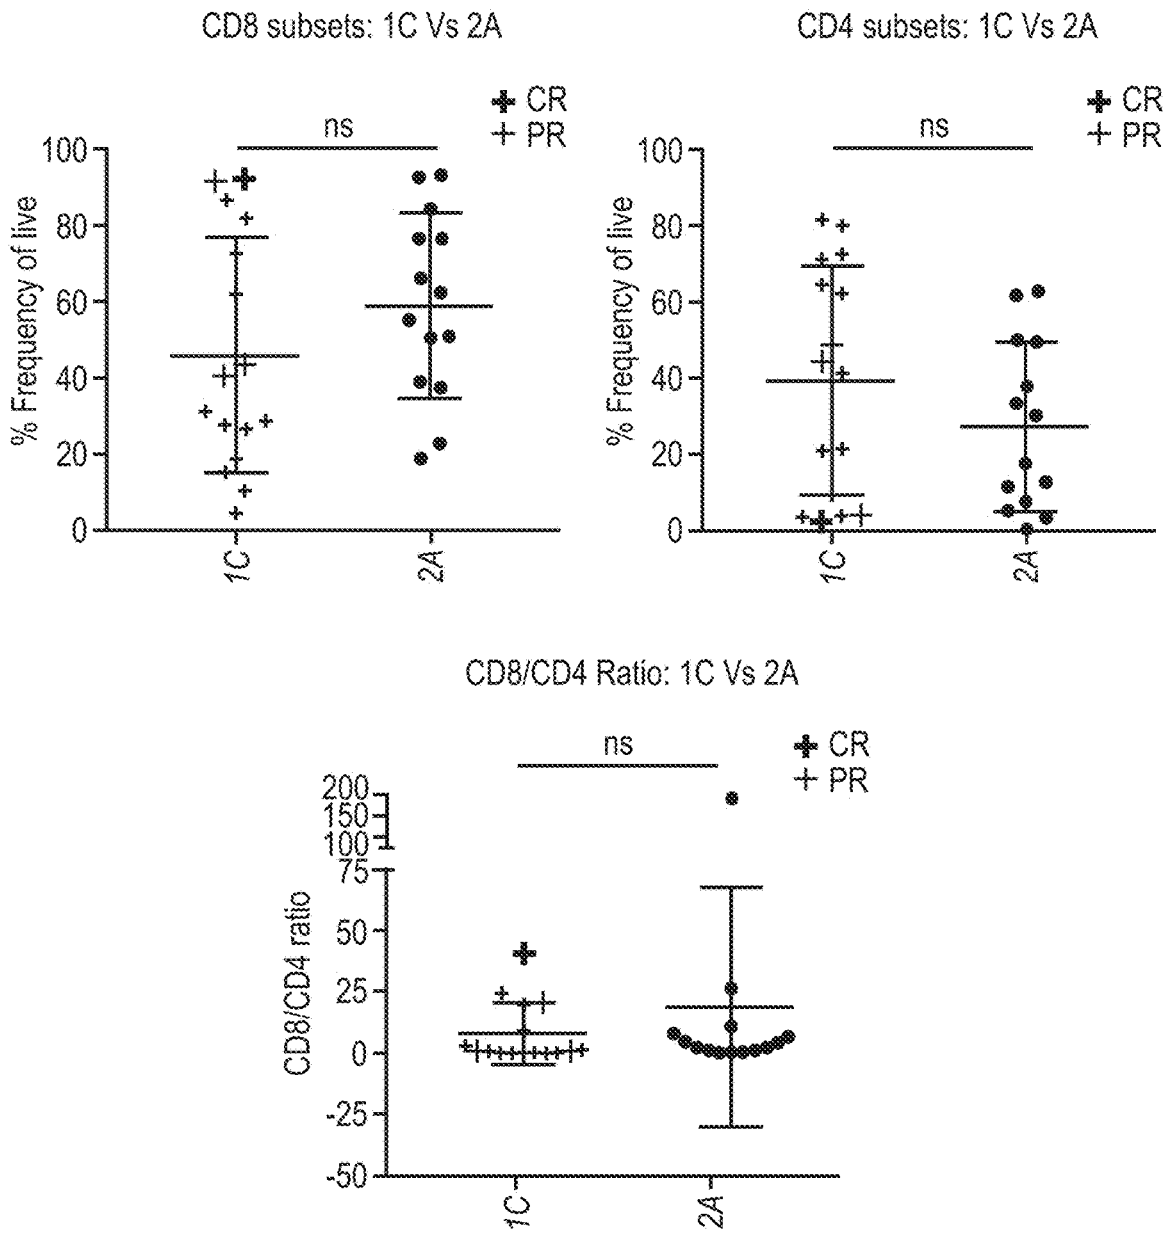 CD8 subsets: 1C Vs 2A
CR
PR
ns
% Frequency of live
100
80
60
40
20
0
1C
2A
CD4 subsets: 1C Vs 2A
CR
PR
ns
% Frequency of live
100
80
60
40
20
0
1C
2A
CD8/CD4 Ratio: 1C Vs 2A
CR
PR
ns
CD8/CD4 ratio
200
150
100
75
50
25
0
-25
-50
1C
2A